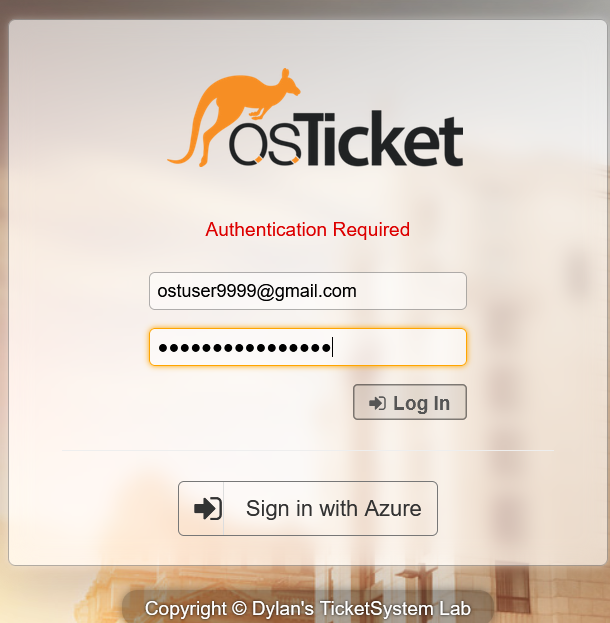 osTicket
Authentication Required
ostuser9999@gmail.com
●●●●●●●●●●●●●●●●
Log In
Sign in with Azure
Copyright © Dylan's TicketSystem Lab